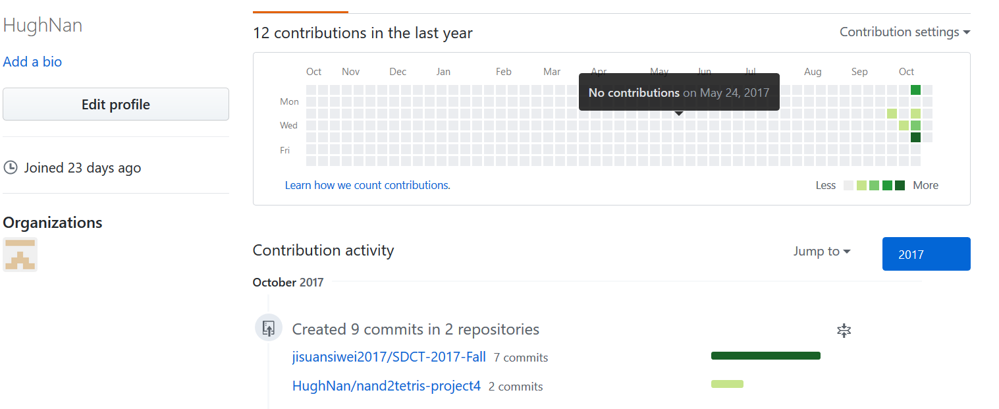 HughNan
Add a bio
Edit profile
Joined 23 days ago
Organizations
12 contributions in the last year
Contribution settings
Oct Nov Dec Jan Feb Mar Apr May Jun Jul Aug Sep Oct
No contributions on May 24, 2017
Mon
Wed
Fri
Learn how we count contributions.
Less More
Contribution activity
Jump to
2017
October 2017
Created 9 commits in 2 repositories
jisuansiwei2017/SDCT-2017-Fall 7 commits
HughNan/nand2tetris-project4 2 commits